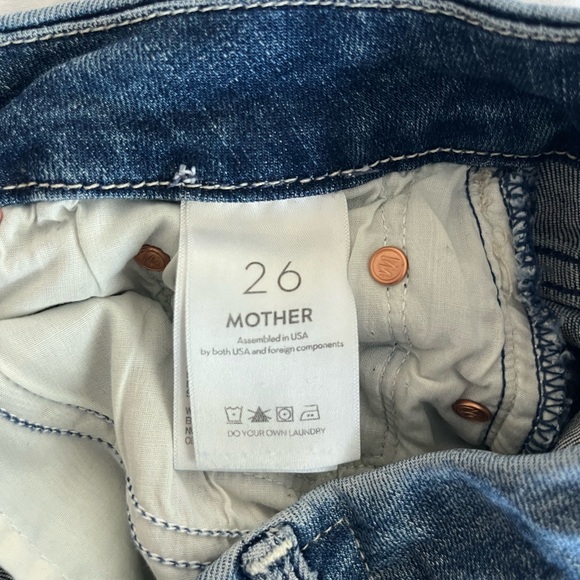 26
MOTHER
Assembled in USA
by both USA and foreign components
DO YOUR OWN LAUNDRY